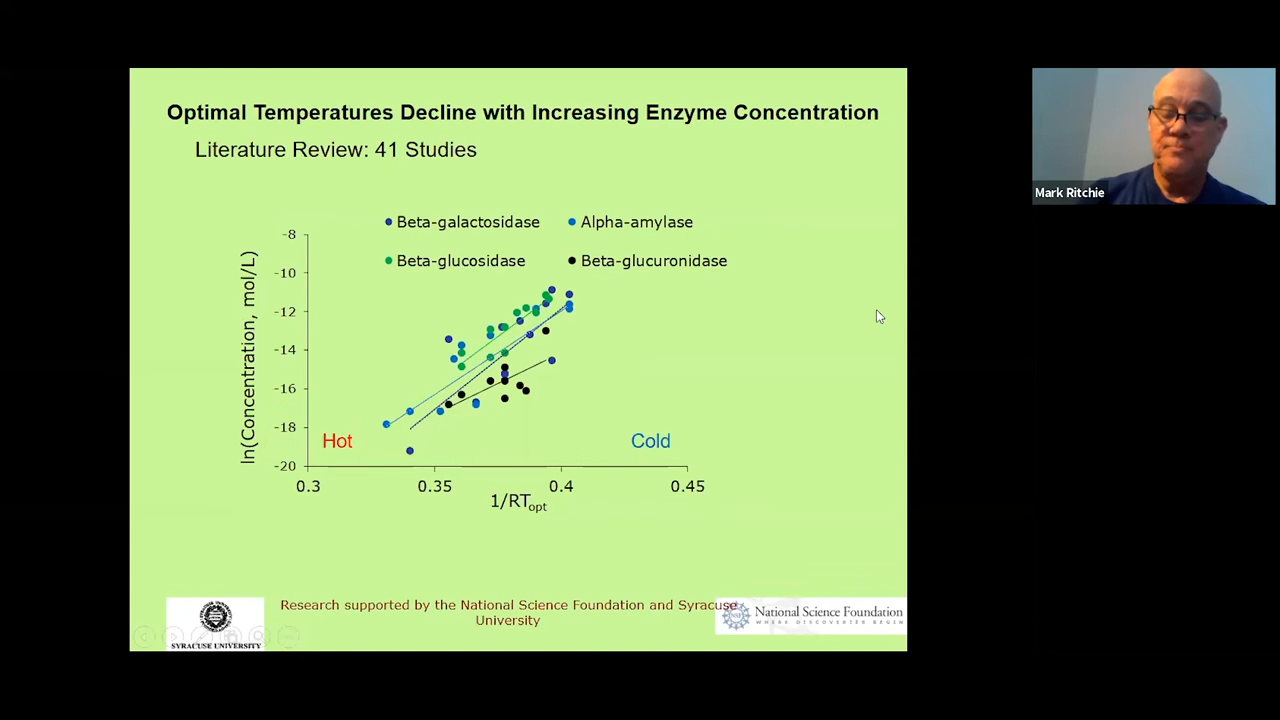 Optimal Temperatures Decline with Increasing Enzyme Concentration
Literature Review: 41 Studies
Mark Ritchie
Beta-galactosidase
Alpha-amylase
Beta-glucosidase
Beta-glucuronidase
ln(Concentration, mol/L)
-8
-10
-12
-14
-16
-18
-20
Hot
Cold
0.3
0.35
0.4
0.45
1/RTopt
Research supported by the National Science Foundation and Syracuse
University
SYRACUSE UNIVERSITY
National Science Foundation
WHERE DISCOVERIES BEGIN